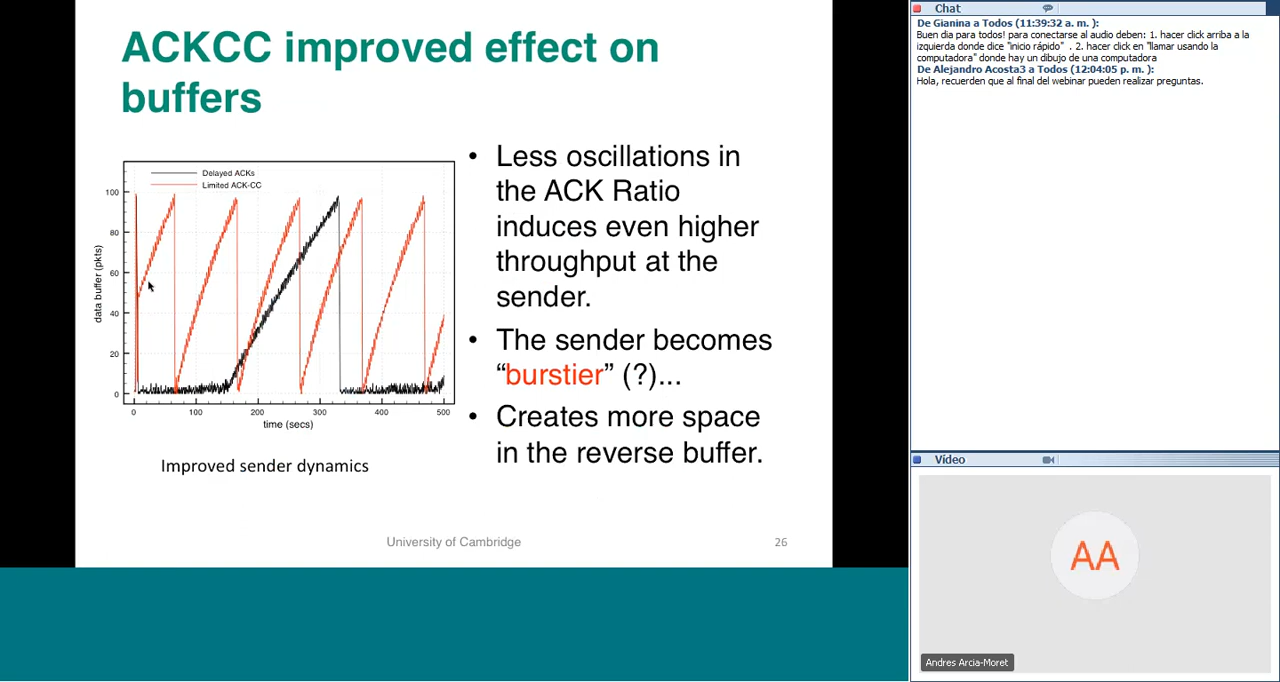 ACKCC improved effect on
buffers
Delayed ACKs
Limited ACK-CC
100
80
60
40
20
0
data buffer (pkts)
0 100 200 300 400 500
time (secs)
Improved sender dynamics
• Less oscillations in
the ACK Ratio
induces even higher
throughput at the
sender.
• The sender becomes
“burstier” (?)...
• Creates more space
in the reverse buffer.
University of Cambridge
26
Chat
De Gianina a Todos (11:39:32 a. m. ):
Buen dia para todos! para conectarse al audio deben: 1. hacer click arriba a la
izquierda donde dice "inicio rápido" . 2. hacer click en "llamar usando la
computadora" donde hay un dibujo de una computadora
De Alejandro Acosta3 a Todos (12:04:05 p. m. ):
Hola, recuerden que al final del webinar pueden realizar preguntas.
Vídeo
AA
Andres Arcia-Moret